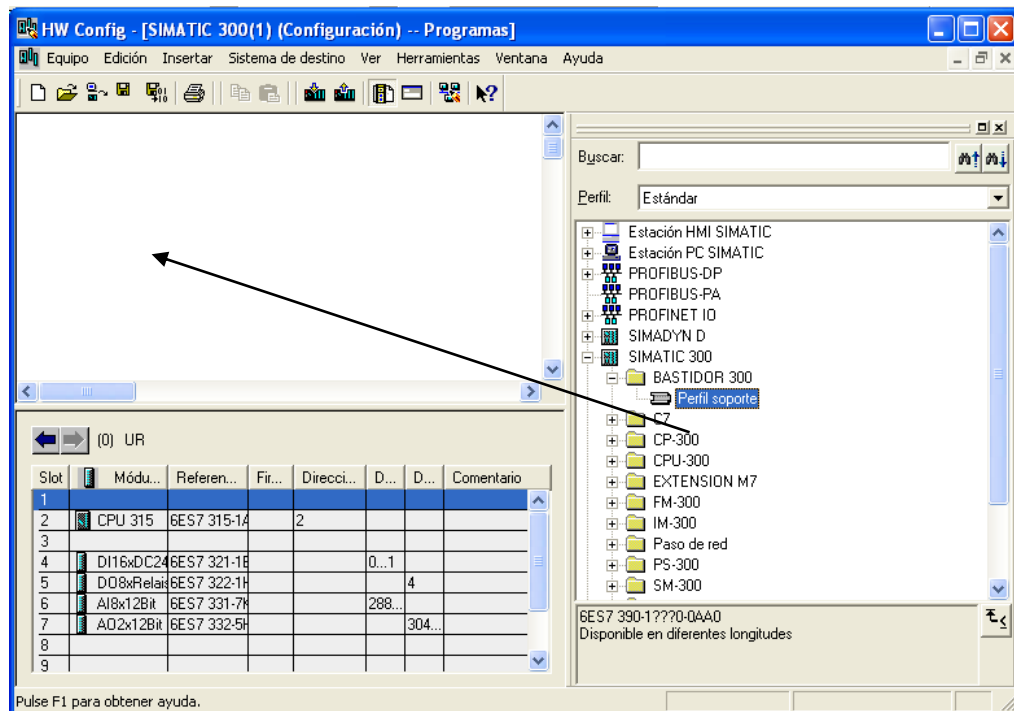 HW Config - [SIMATIC 300(1) (Configuración) -- Programas]
Equipo Edición Insertar Sistema de destino Ver Herramientas Ventana Ayuda
Buscar:
Perfil: Estándar
Estación HMI SIMATIC
Estación PC SIMATIC
PROFIBUS-DP
PROFIBUS-PA
PROFINET IO
SIMADYN D
SIMATIC 300
BASTIDOR 300
Perfil soporte
C7
CP-300
CPU-300
EXTENSION M7
FM-300
IM-300
Paso de red
PS-300
SM-300
6ES7 390-1???0-0AA0
Disponible en diferentes longitudes
(0) UR
Slot Módu... Referen... Fir... Direcci... D... D... Comentario
1
2 CPU 315 6ES7 315-1A 2
3
4 DI16xDC24 6ES7 321-1B 0...1
5 DO8xRelais 6ES7 322-1H 4
6 AI8x12Bit 6ES7 331-7K 288...
7 AO2x12Bit 6ES7 332-5H 304...
8
9
Pulse F1 para obtener ayuda.